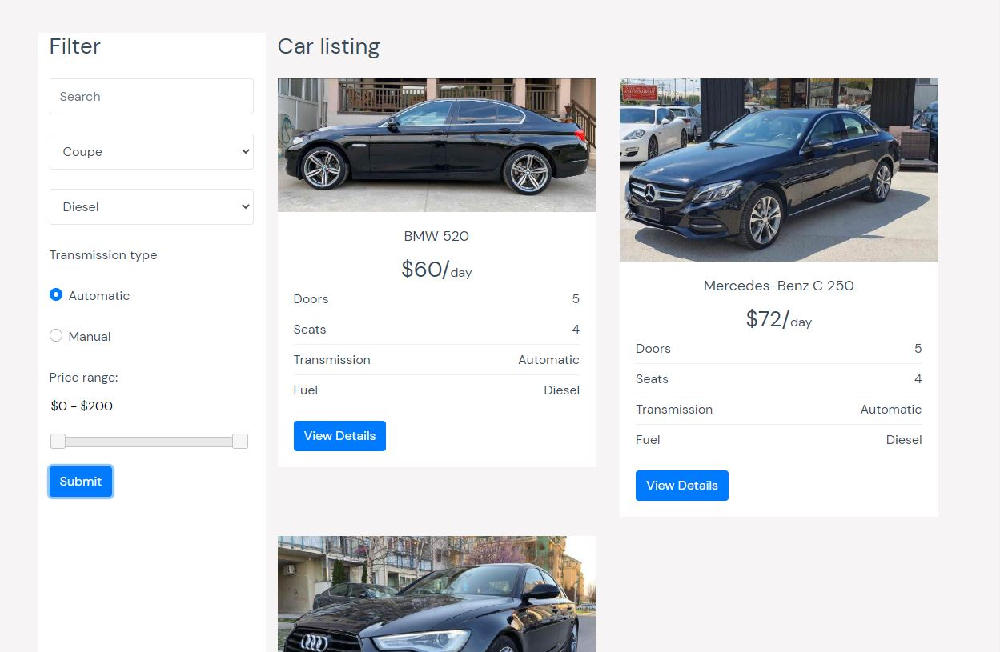 Filter
Search
Coupe
Diesel
Transmission type
Automatic
Manual
Price range:
$0 - $200
Submit
Car listing
BMW 520
$60/day
Doors 5
Seats 4
Transmission Automatic
Fuel Diesel
View Details
Mercedes-Benz C 250
$72/day
Doors 5
Seats 4
Transmission Automatic
Fuel Diesel
View Details